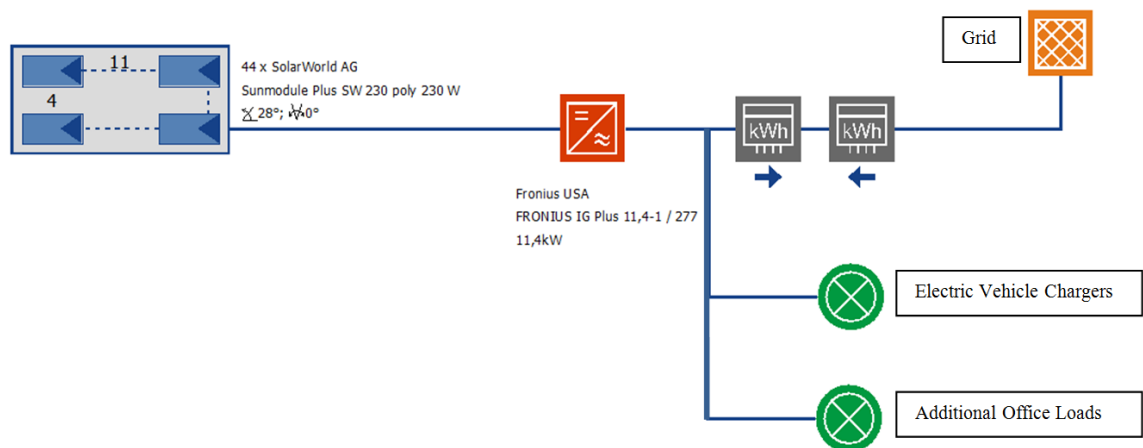 11
4
44 x SolarWorld AG
Sunmodule Plus SW 230 poly 230 W
28°; 0°
Fronius USA
FRONIUS IG Plus 11,4-1 / 277
11,4kW
kWh
kWh
Grid
Electric Vehicle Chargers
Additional Office Loads